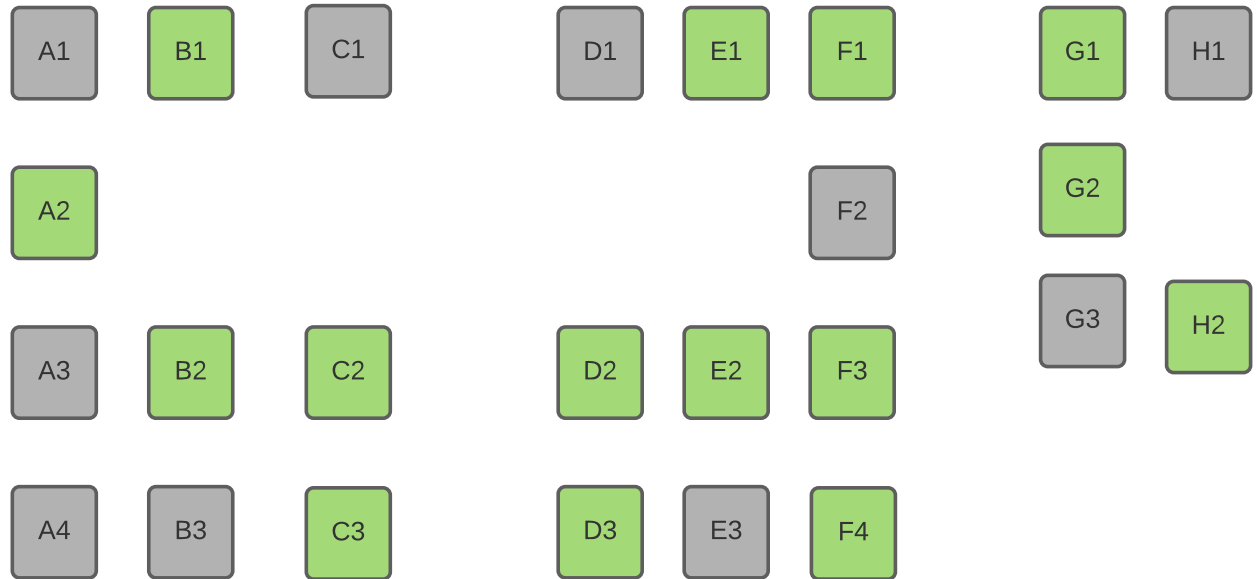 A1 B1 C1 D1 E1 F1 G1 H1
A2 F2 G2
G3 H2
A3 B2 C2 D2 E2 F3
A4 B3 C3 D3 E3 F4